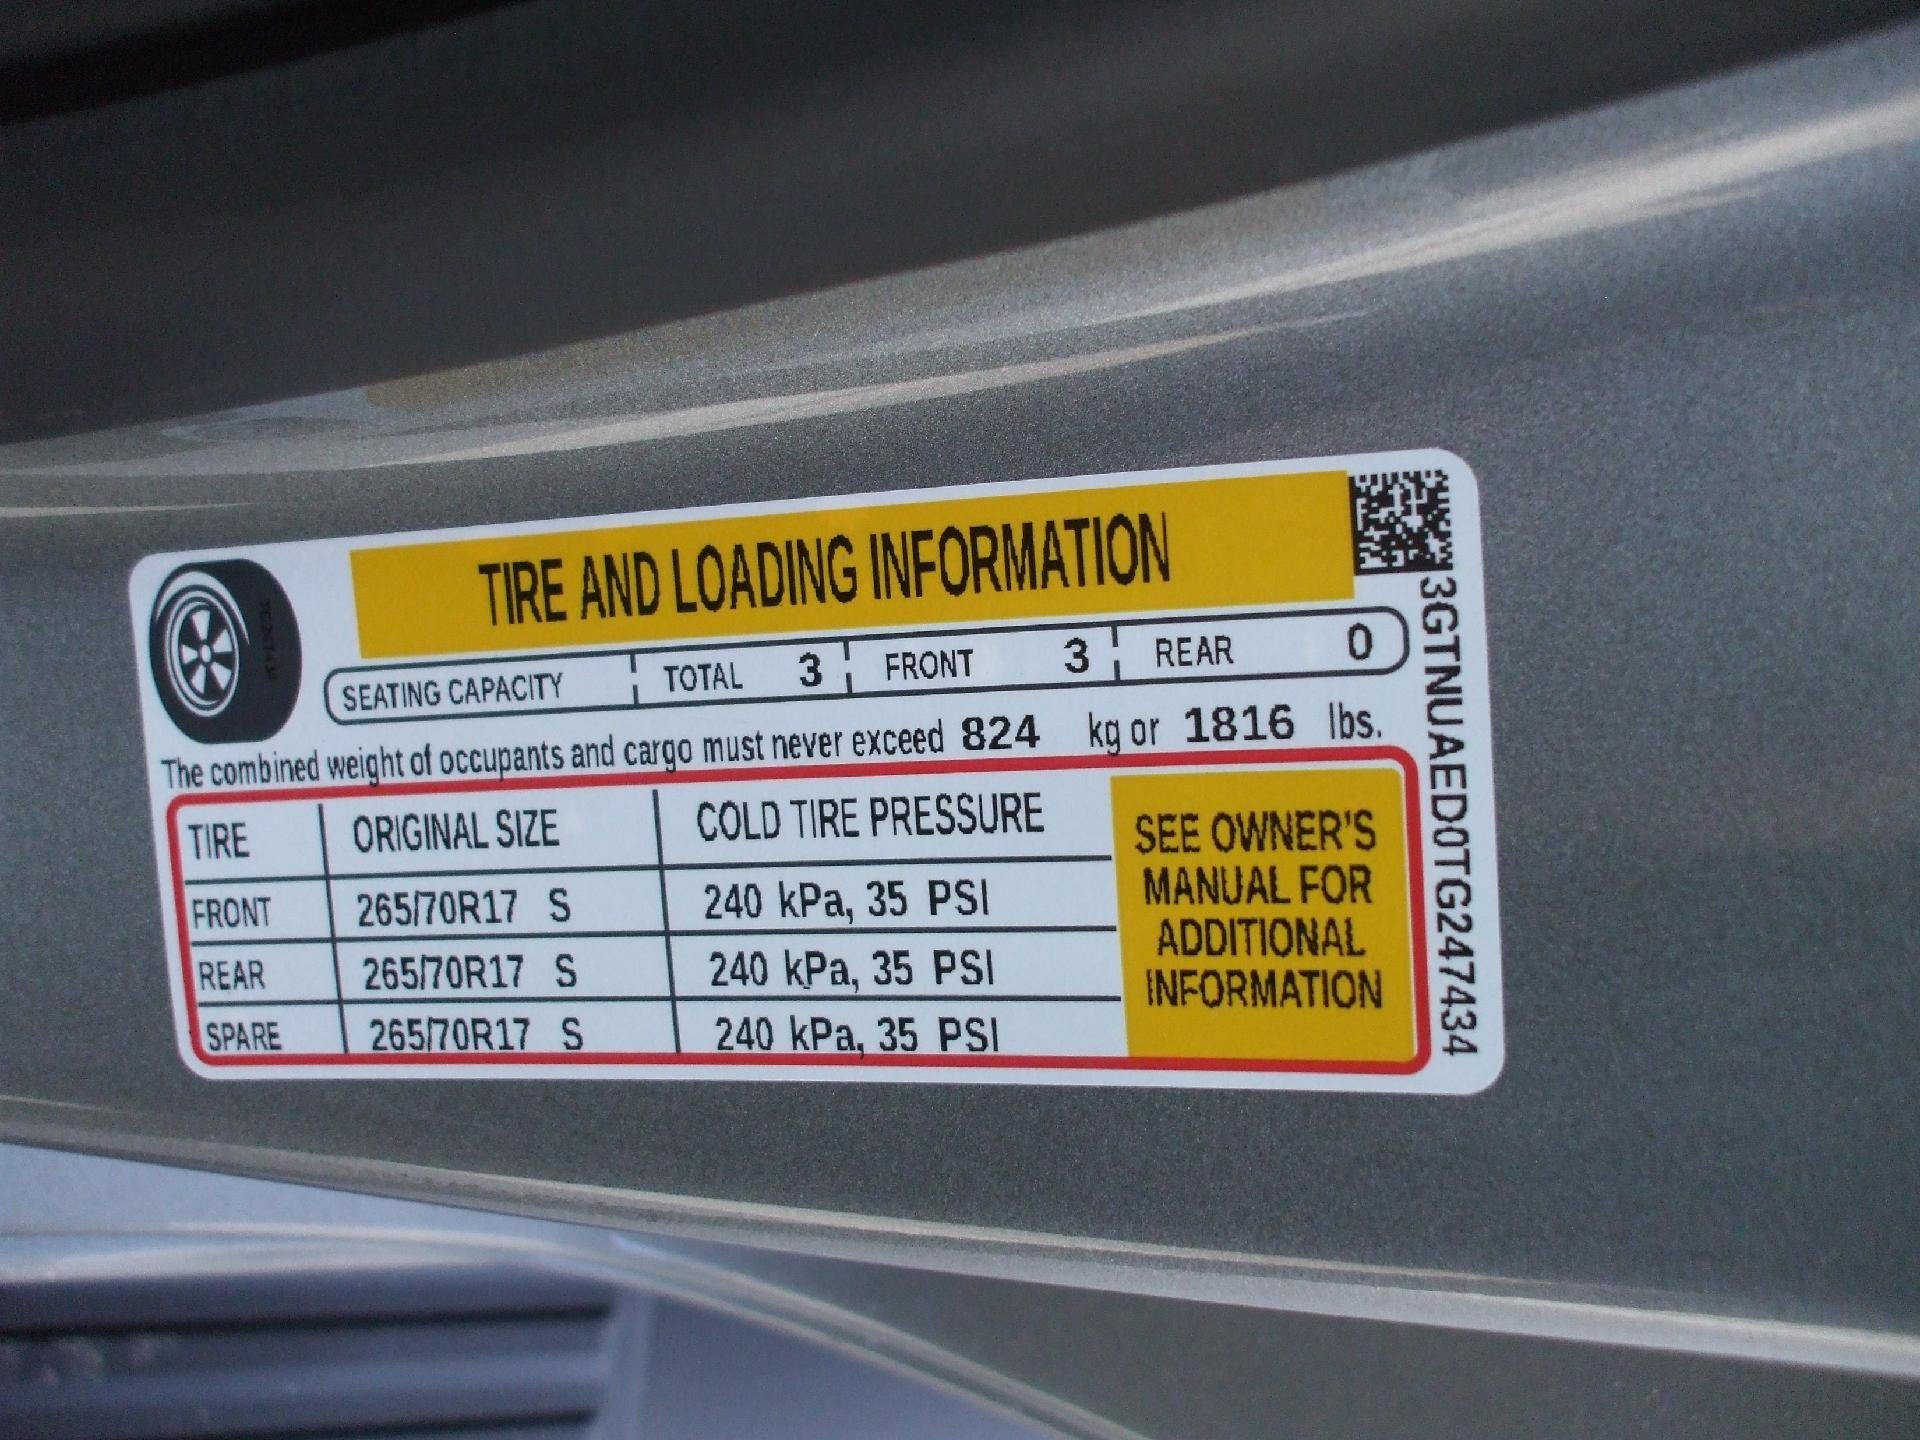 TIRE AND LOADING INFORMATION
SEATING CAPACITY TOTAL 3 FRONT 3 REAR 0
The combined weight of occupants and cargo must never exceed 824 kg or 1816 lbs.
TIRE ORIGINAL SIZE COLD TIRE PRESSURE
FRONT 265/70R17 S 240 kPa, 35 PSI
REAR 265/70R17 S 240 kPa, 35 PSI
SPARE 265/70R17 S 240 kPa, 35 PSI
SEE OWNER'S
MANUAL FOR
ADDITIONAL
INFORMATION
3GTNUAED0TG247434